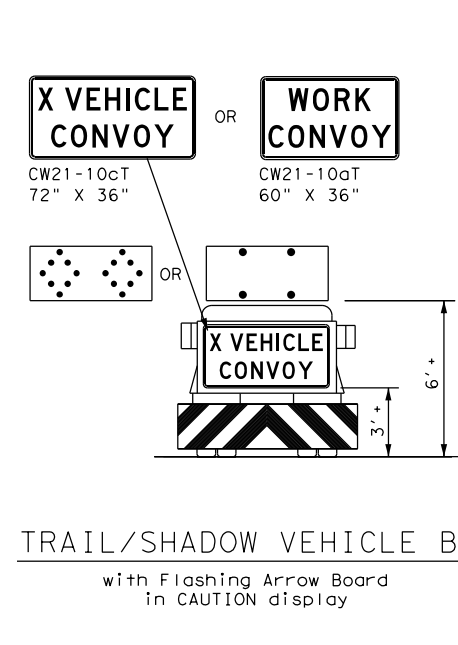 X VEHICLE
CONVOY
OR
WORK
CONVOY
CW21-10cT
72" X 36"
CW21-10aT
60" X 36"
OR
X VEHICLE
CONVOY
3'+
6'+
TRAIL/SHADOW VEHICLE B
with Flashing Arrow Board
in CAUTION display